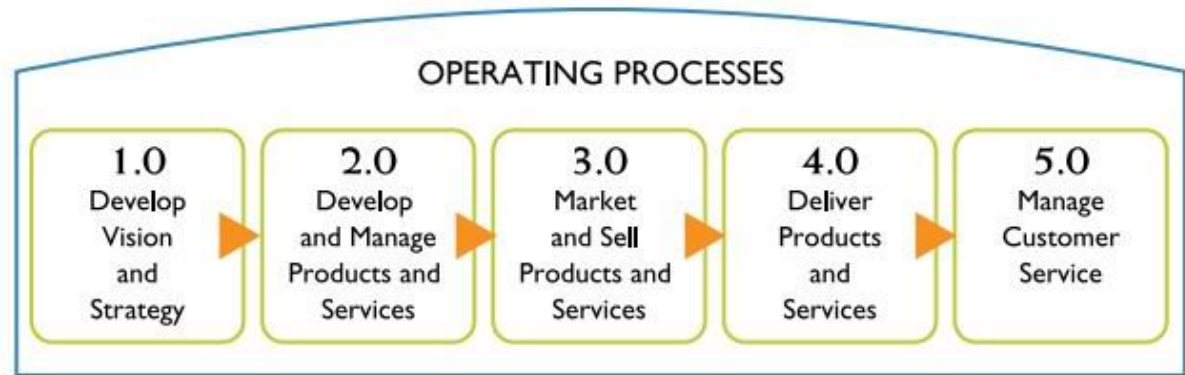 OPERATING PROCESSES
1.0
Develop
Vision
and
Strategy
2.0
Develop
and Manage
Products and
Services
3.0
Market
and Sell
Products and
Services
4.0
Deliver
Products
and
Services
5.0
Manage
Customer
Service